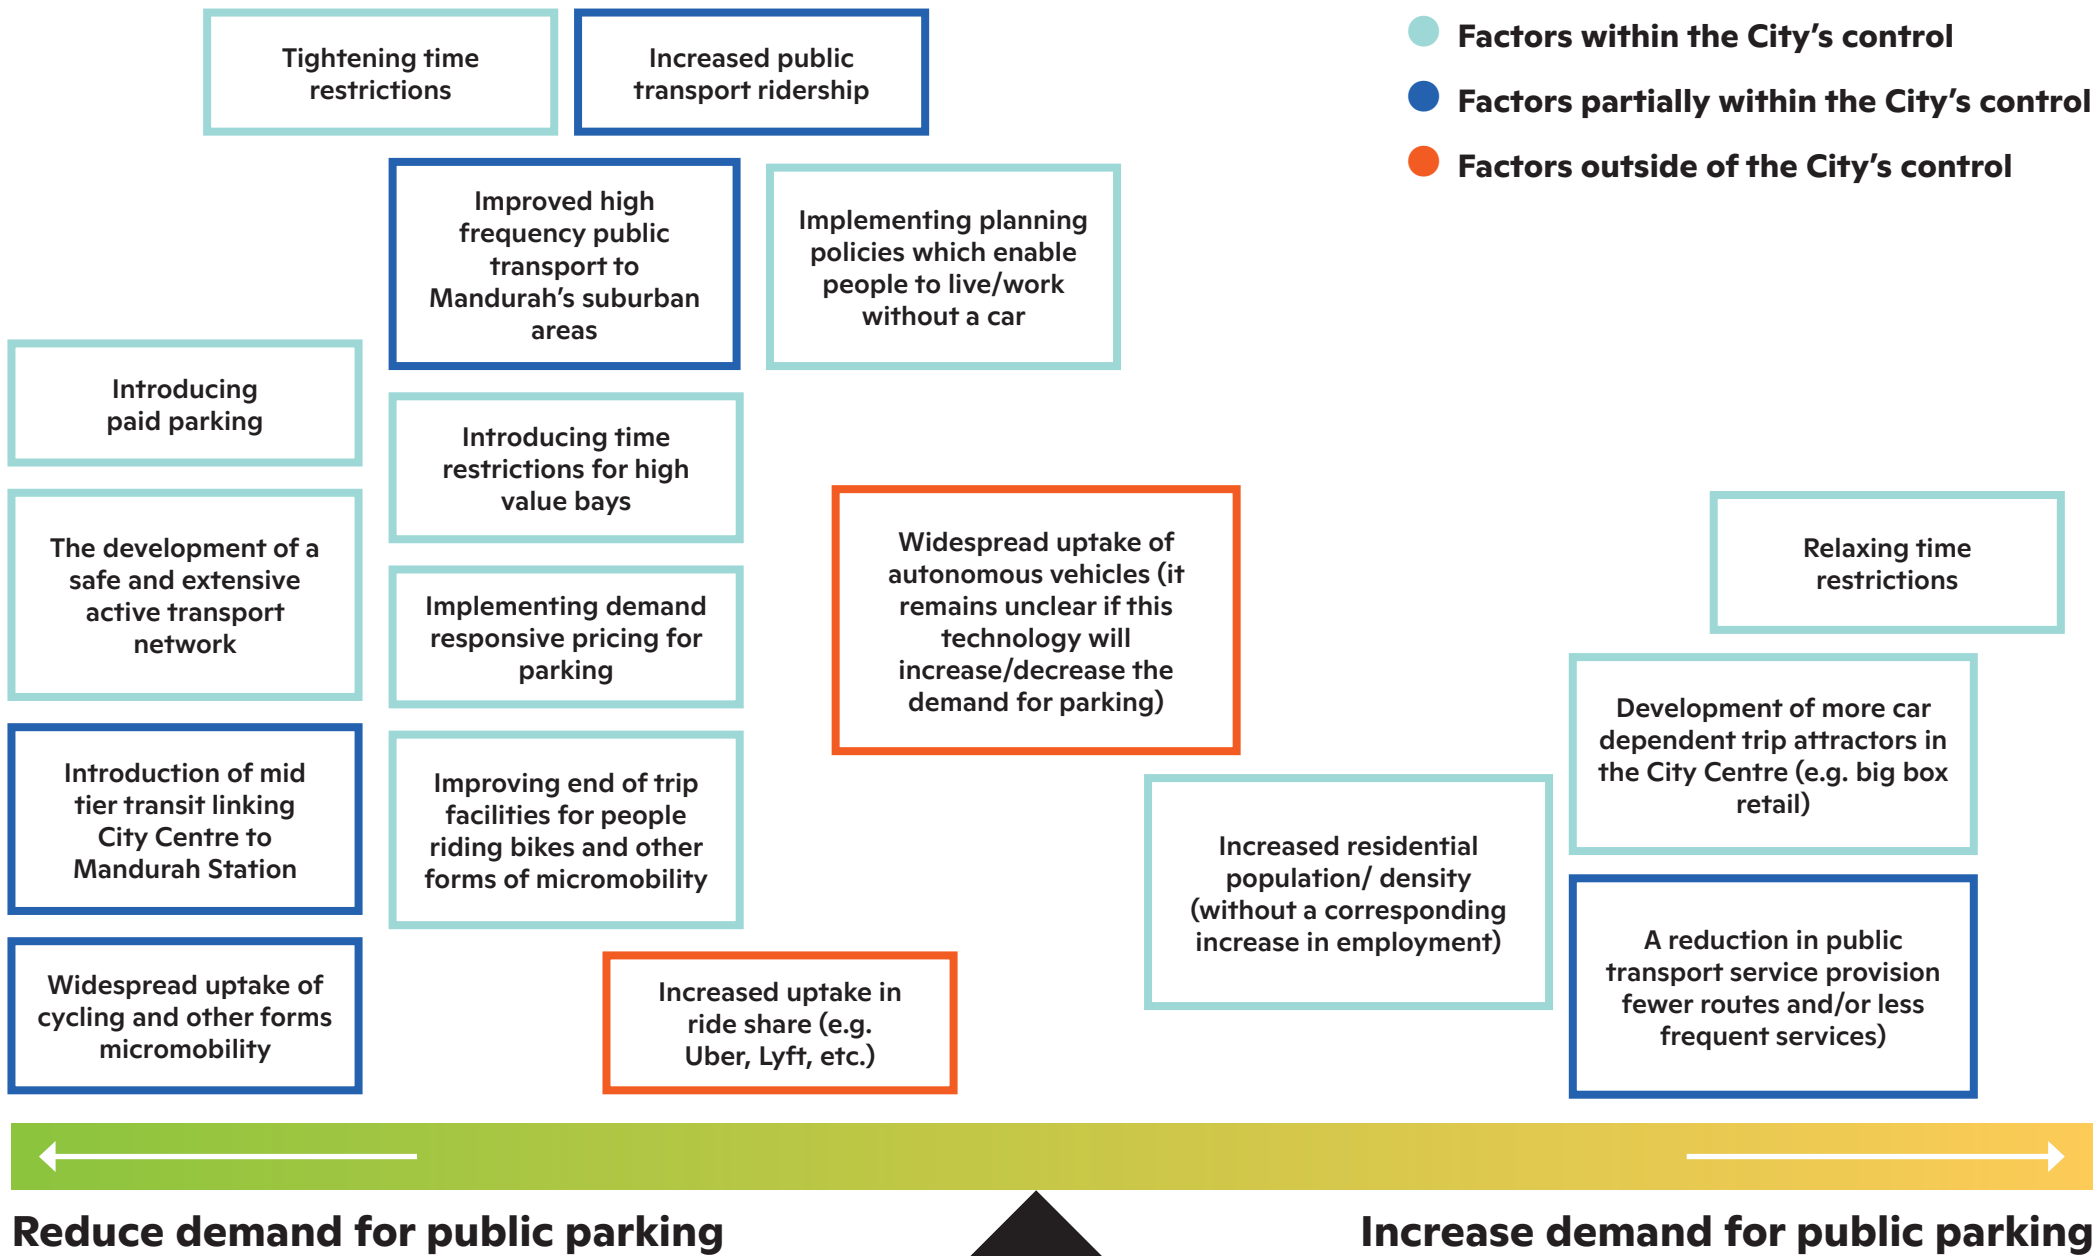 Tightening time
restrictions
Increased public
transport ridership
Factors within the City's control
Factors partially within the City's control
Factors outside of the City's control
Improved high
frequency public
transport to
Mandurah's suburban
areas
Implementing planning
policies which enable
people to live/work
without a car
Introducing
paid parking
Introducing time
restrictions for high
value bays
The development of a
safe and extensive
active transport
network
Implementing demand
responsive pricing for
parking
Widespread uptake of
autonomous vehicles (it
remains unclear if this
technology will
increase/decrease the
demand for parking)
Relaxing time
restrictions
Development of more car
dependent trip attractors in
the City Centre (e.g. big box
retail)
Introduction of mid
tier transit linking
City Centre to
Mandurah Station
Improving end of trip
facilities for people
riding bikes and other
forms of micromobility
Increased residential
population/ density
(without a corresponding
increase in employment)
A reduction in public
transport service provision
fewer routes and/or less
frequent services)
Widespread uptake of
cycling and other forms
micromobility
Increased uptake in
ride share (e.g.
Uber, Lyft, etc.)
Reduce demand for public parking
Increase demand for public parking